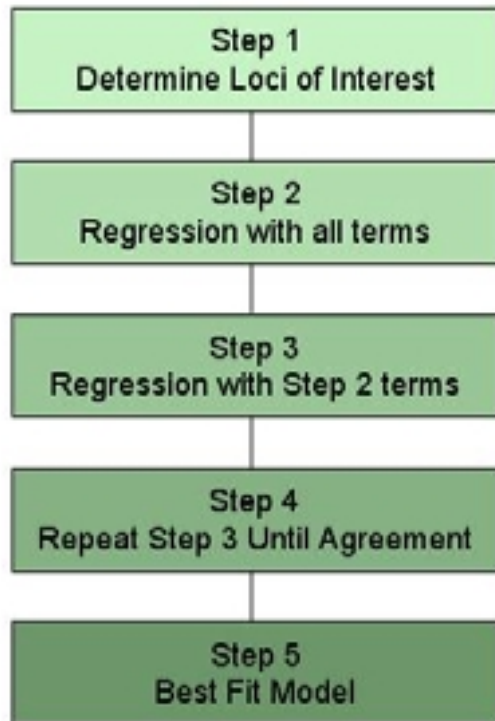 Step 1
Determine Loci of Interest
Step 2
Regression with all terms
Step 3
Regression with Step 2 terms
Step 4
Repeat Step 3 Until Agreement
Step 5
Best Fit Model